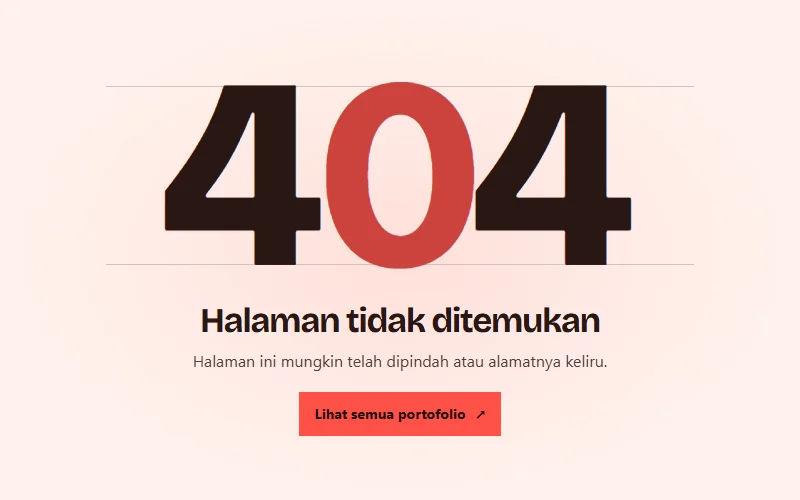 404
Halaman tidak ditemukan
Halaman ini mungkin telah dipindah atau alamatnya keliru.
Lihat semua portofolio ↗